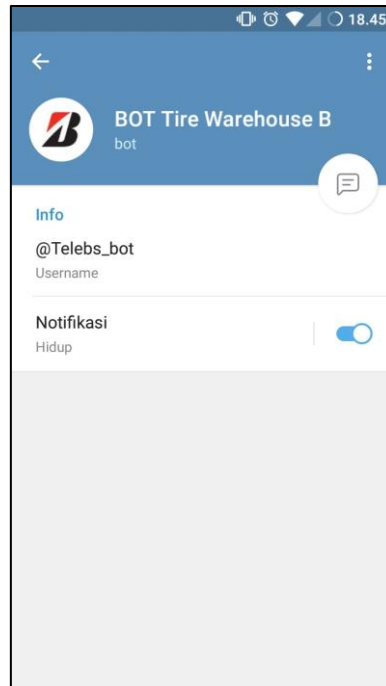 18.45
BOT Tire Warehouse B
bot
Info
@Telebs_bot
Username
Notifikasi
Hidup